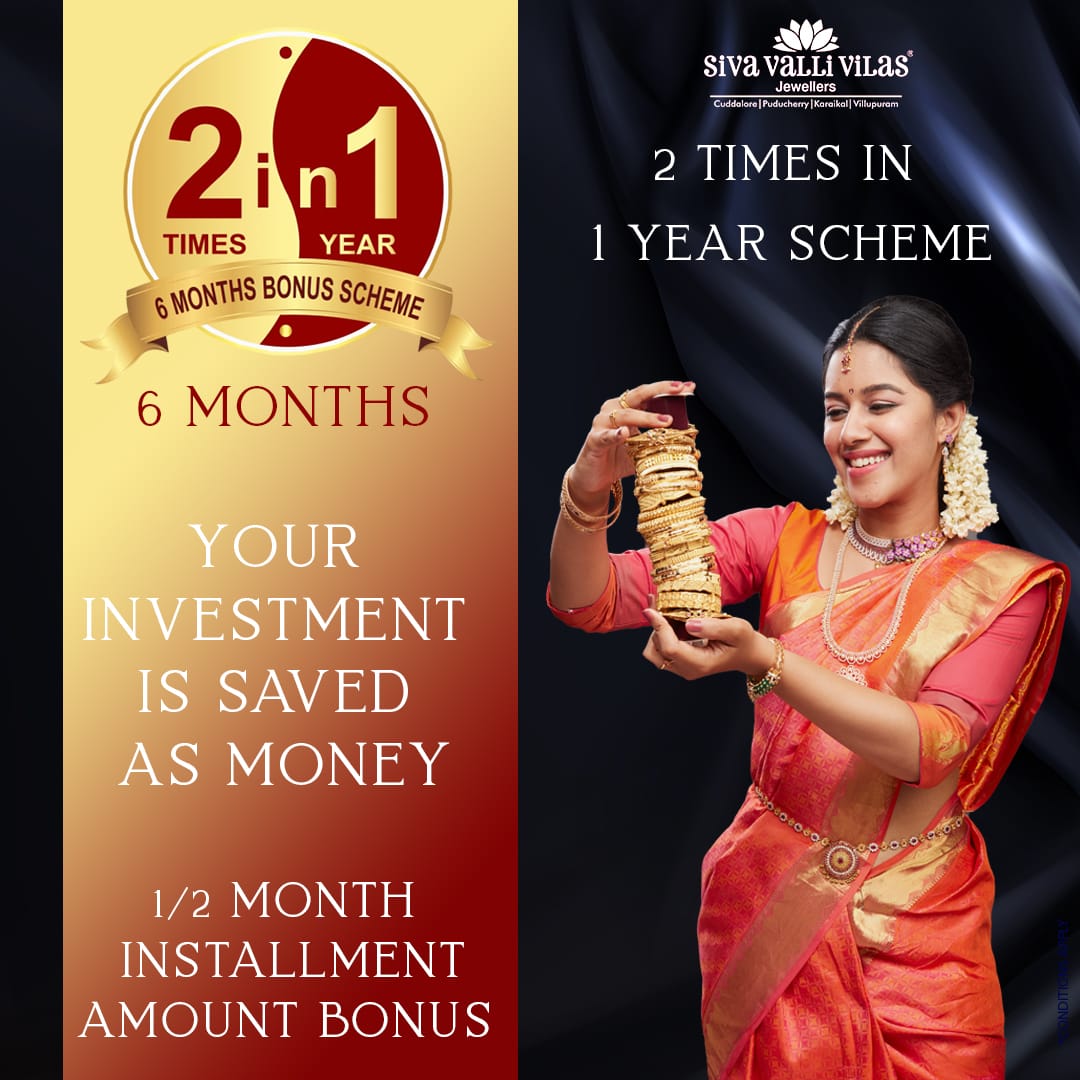 2 in 1
TIMES YEAR
6 MONTHS BONUS SCHEME
6 MONTHS
YOUR
INVESTMENT
IS SAVED
AS MONEY
1/2 MONTH
INSTALLMENT
AMOUNT BONUS
SIVA VALLI VILAS®
Jewellers
Cuddalore | Puducherry | Karaikal | Villupuram
2 TIMES IN
1 YEAR SCHEME